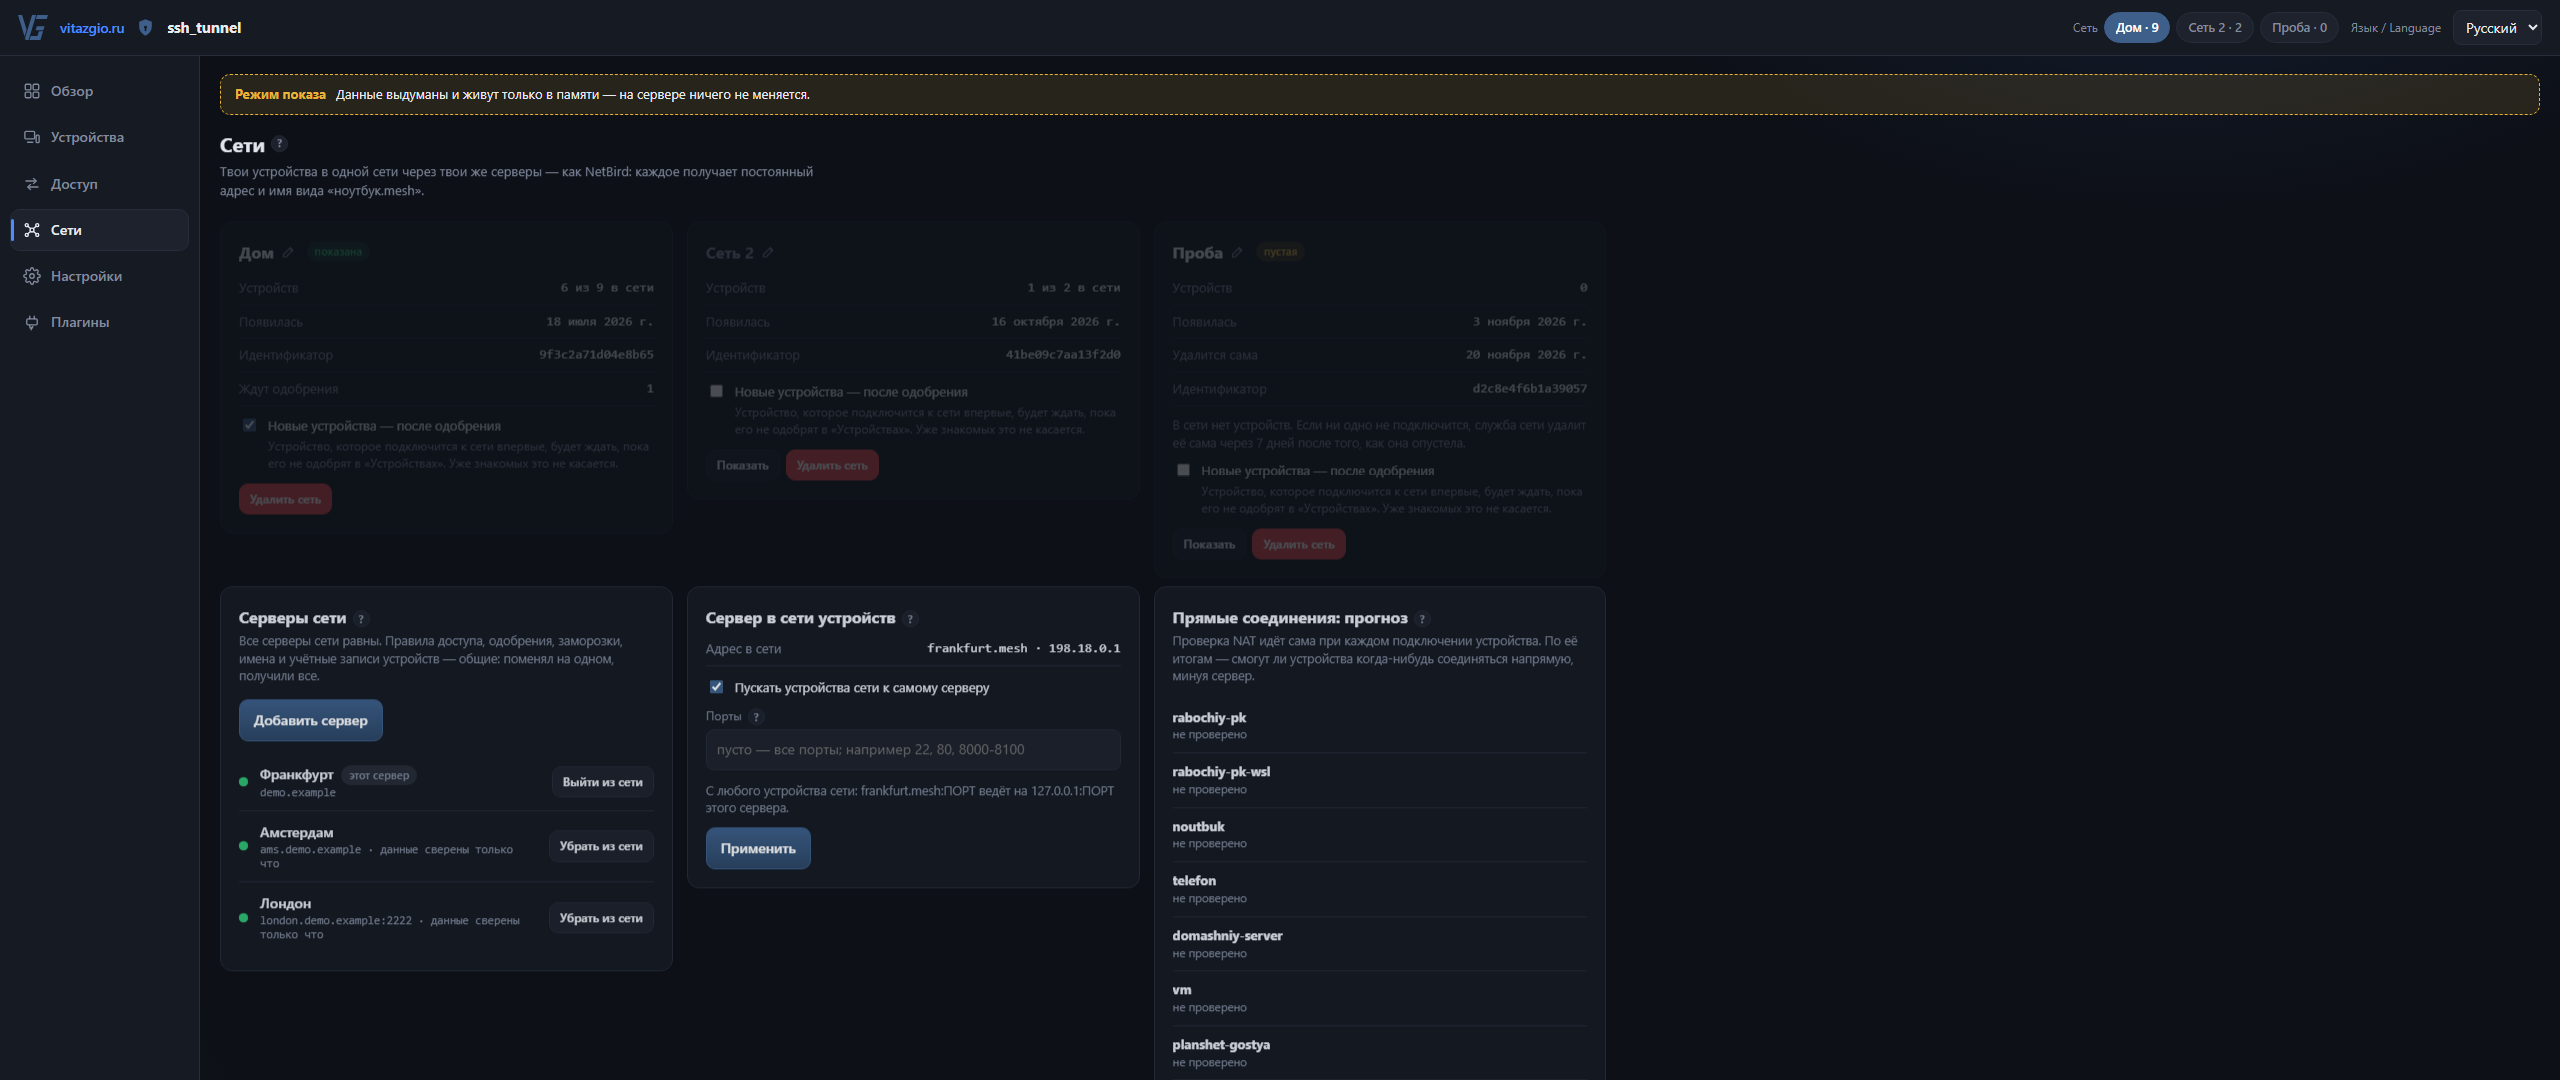 vitazgio.ru
ssh_tunnel
Сеть
Дом · 9
Сеть 2 · 2
Проба · 0
Язык / Language
Русский
Обзор
Устройства
Доступ
Сети
Настройки
Плагины
Режим показа Данные выдуманы и живут только в памяти — на сервере ничего не меняется.
Сети ?
Твои устройства в одной сети через твои же серверы — как NetBird: каждое получает постоянный
адрес и имя вида «ноутбук.mesh».
Дом показана
Устройств 6 из 9 в сети
Появилась 18 июля 2026 г.
Идентификатор 9f3c2a71d04e8b65
Ждут одобрения 1
Новые устройства — после одобрения
Устройство, которое подключится к сети впервые, будет ждать, пока
его не одобрят в «Устройствах». Уже знакомых это не касается.
Удалить сеть
Сеть 2
Устройств 1 из 2 в сети
Появилась 16 октября 2026 г.
Идентификатор 41be09c7aa13f2d0
Новые устройства — после одобрения
Устройство, которое подключится к сети впервые, будет ждать, пока
его не одобрят в «Устройствах». Уже знакомых это не касается.
Показать Удалить сеть
Проба пустая
Устройств 0
Появилась 3 ноября 2026 г.
Удалится сама 20 ноября 2026 г.
Идентификатор d2c8e4f6b1a39057
В сети нет устройств. Если ни одно не подключится, служба сети удалит
её сама через 7 дней после того, как она опустела.
Новые устройства — после одобрения
Устройство, которое подключится к сети впервые, будет ждать, пока
его не одобрят в «Устройствах». Уже знакомых это не касается.
Показать Удалить сеть
Серверы сети ?
Все серверы сети равны. Правила доступа, одобрения, заморозки,
имена и учётные записи устройств — общие: поменял на одном,
получили все.
Добавить сервер
Франкфурт этот сервер
demo.example
Выйти из сети
Амстердам
ams.demo.example · данные сверены только
что
Убрать из сети
Лондон
london.demo.example:2222 · данные сверены
только что
Убрать из сети
Сервер в сети устройств ?
Адрес в сети frankfurt.mesh · 198.18.0.1
Пускать устройства сети к самому серверу
Порты ?
пусто — все порты; например 22, 80, 8000-8100
С любого устройства сети: frankfurt.mesh:ПОРТ ведёт на 127.0.0.1:ПОРТ
этого сервера.
Применить
Прямые соединения: прогноз ?
Проверка NAT идёт сама при каждом подключении устройства. По её
итогам — смогут ли устройства когда-нибудь соединяться напрямую,
минуя сервер.
rabochiy-pk
не проверено
rabochiy-pk-wsl
не проверено
noutbuk
не проверено
telefon
не проверено
domashniy-server
не проверено
vm
не проверено
planshet-gostya
не проверено